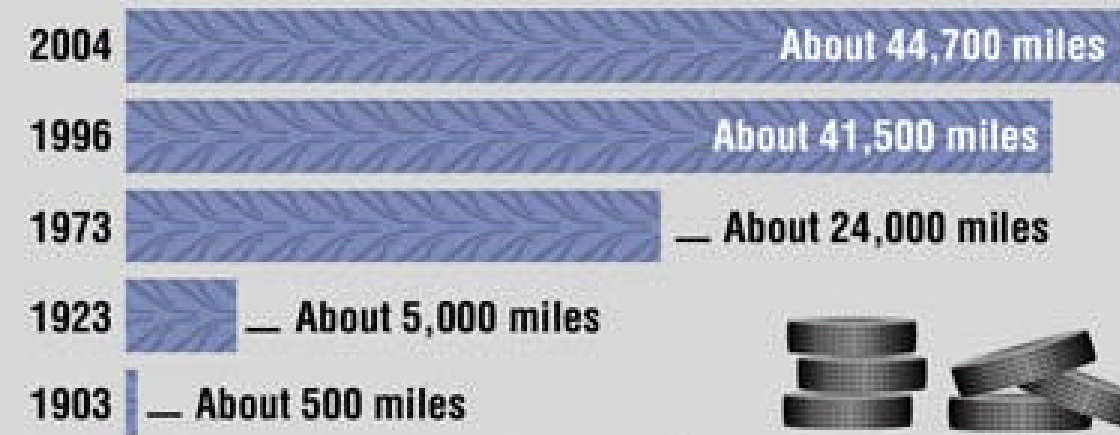 2004 About 44,700 miles
1996 About 41,500 miles
1973 About 24,000 miles
1923 About 5,000 miles
1903 About 500 miles